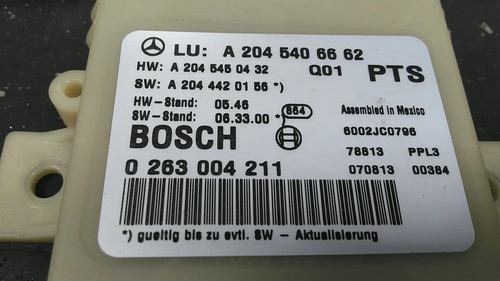 LU: A 204 540 66 62
HW: A 204 545 04 32 Q01 PTS
SW: A 204 442 01 56 *)
HW-Stand: 05.46 864 Assembled in Mexico
SW-Stand: 06.33.00
BOSCH 6002JC0796
78813 PPL3
0 263 004 211 070813 00384
*) gueltig bis zu evtl. SW - Aktualisierung